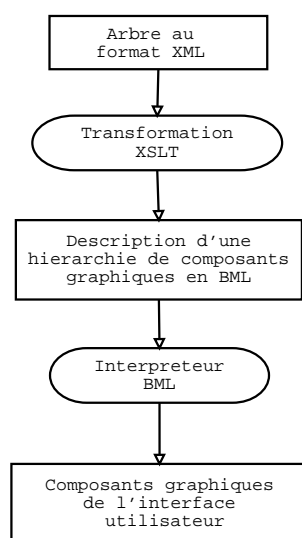 Arbre au
format XML
Transformation
XSLT
Description d'une
hierarchie de composants
graphiques en BML
Interpreteur
BML
Composants graphiques
de l'interface
utilisateur